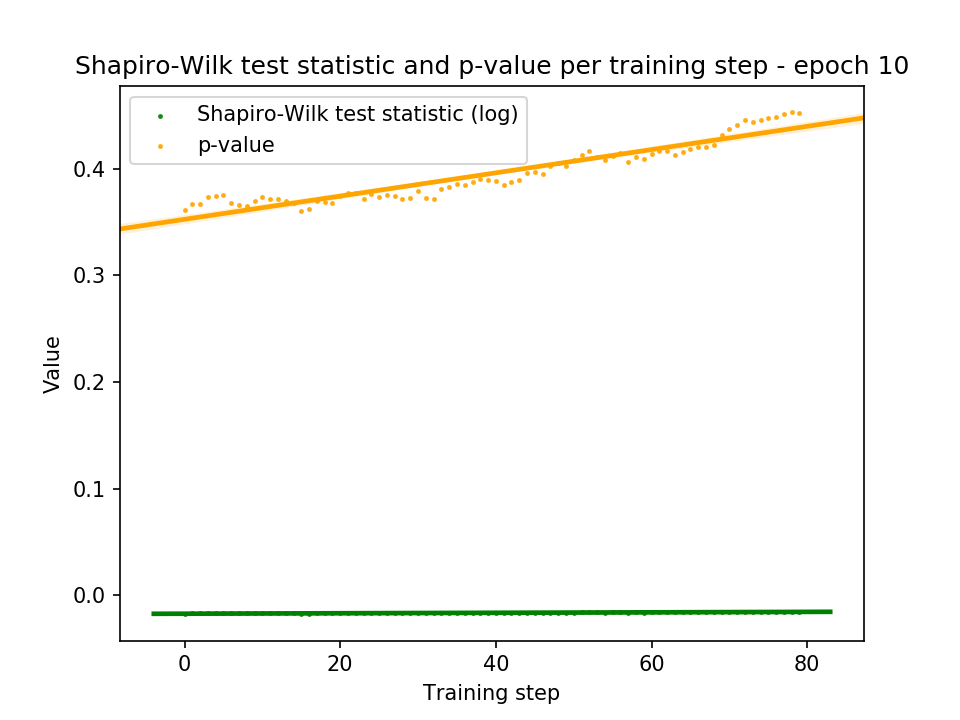 Shapiro-Wilk test statistic and p-value per training step - epoch 10
Shapiro-Wilk test statistic (log)
p-value
0.4
0.3
0.2
0.1
0.0
Value
0 20 40 60 80
Training step